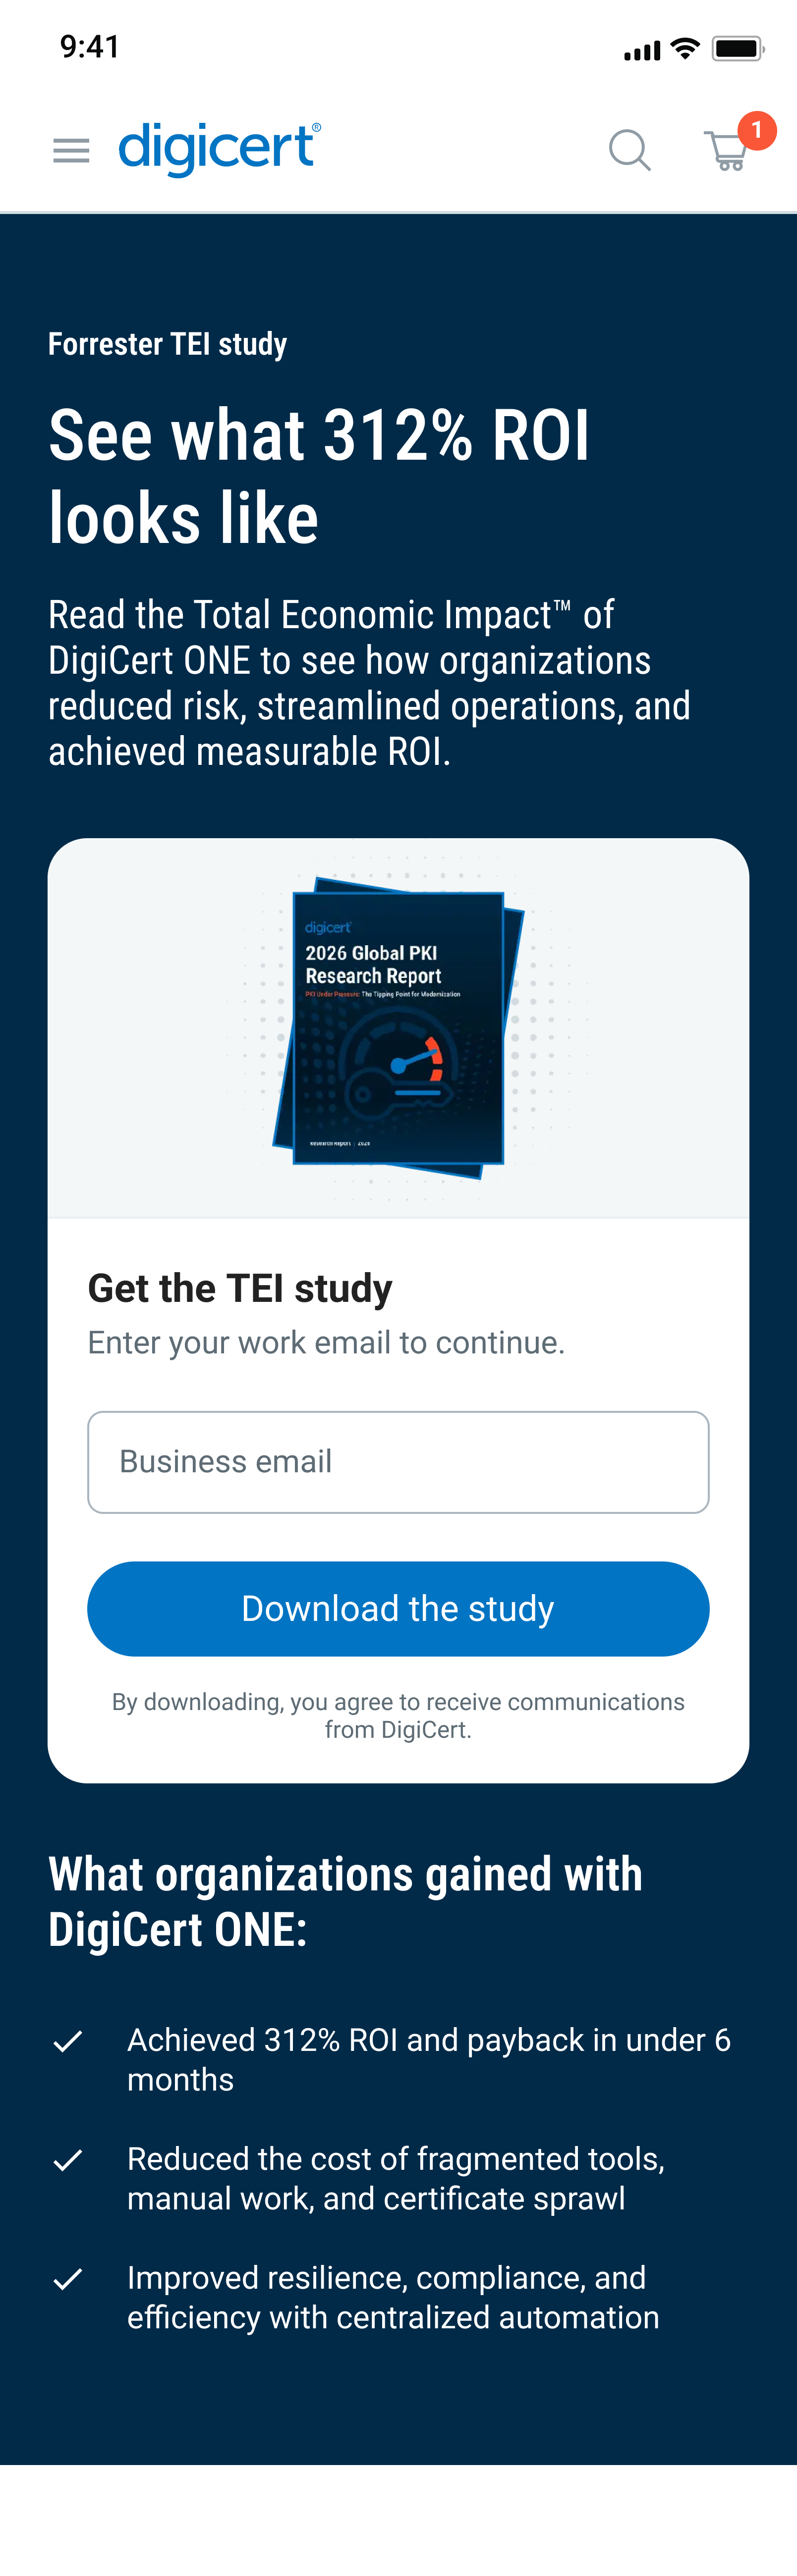 9:41
digicert®
1
Forrester TEI study
See what 312% ROI
looks like
Read the Total Economic Impact™ of
DigiCert ONE to see how organizations
reduced risk, streamlined operations, and
achieved measurable ROI.
digicert
2026 Global PKI
Research Report
PKI Under Pressure: The Tipping Point for Modernization
Research Report | 2026
Get the TEI study
Enter your work email to continue.
Business email
Download the study
By downloading, you agree to receive communications
from DigiCert.
What organizations gained with
DigiCert ONE:
Achieved 312% ROI and payback in under 6
months
Reduced the cost of fragmented tools,
manual work, and certificate sprawl
Improved resilience, compliance, and
efficiency with centralized automation